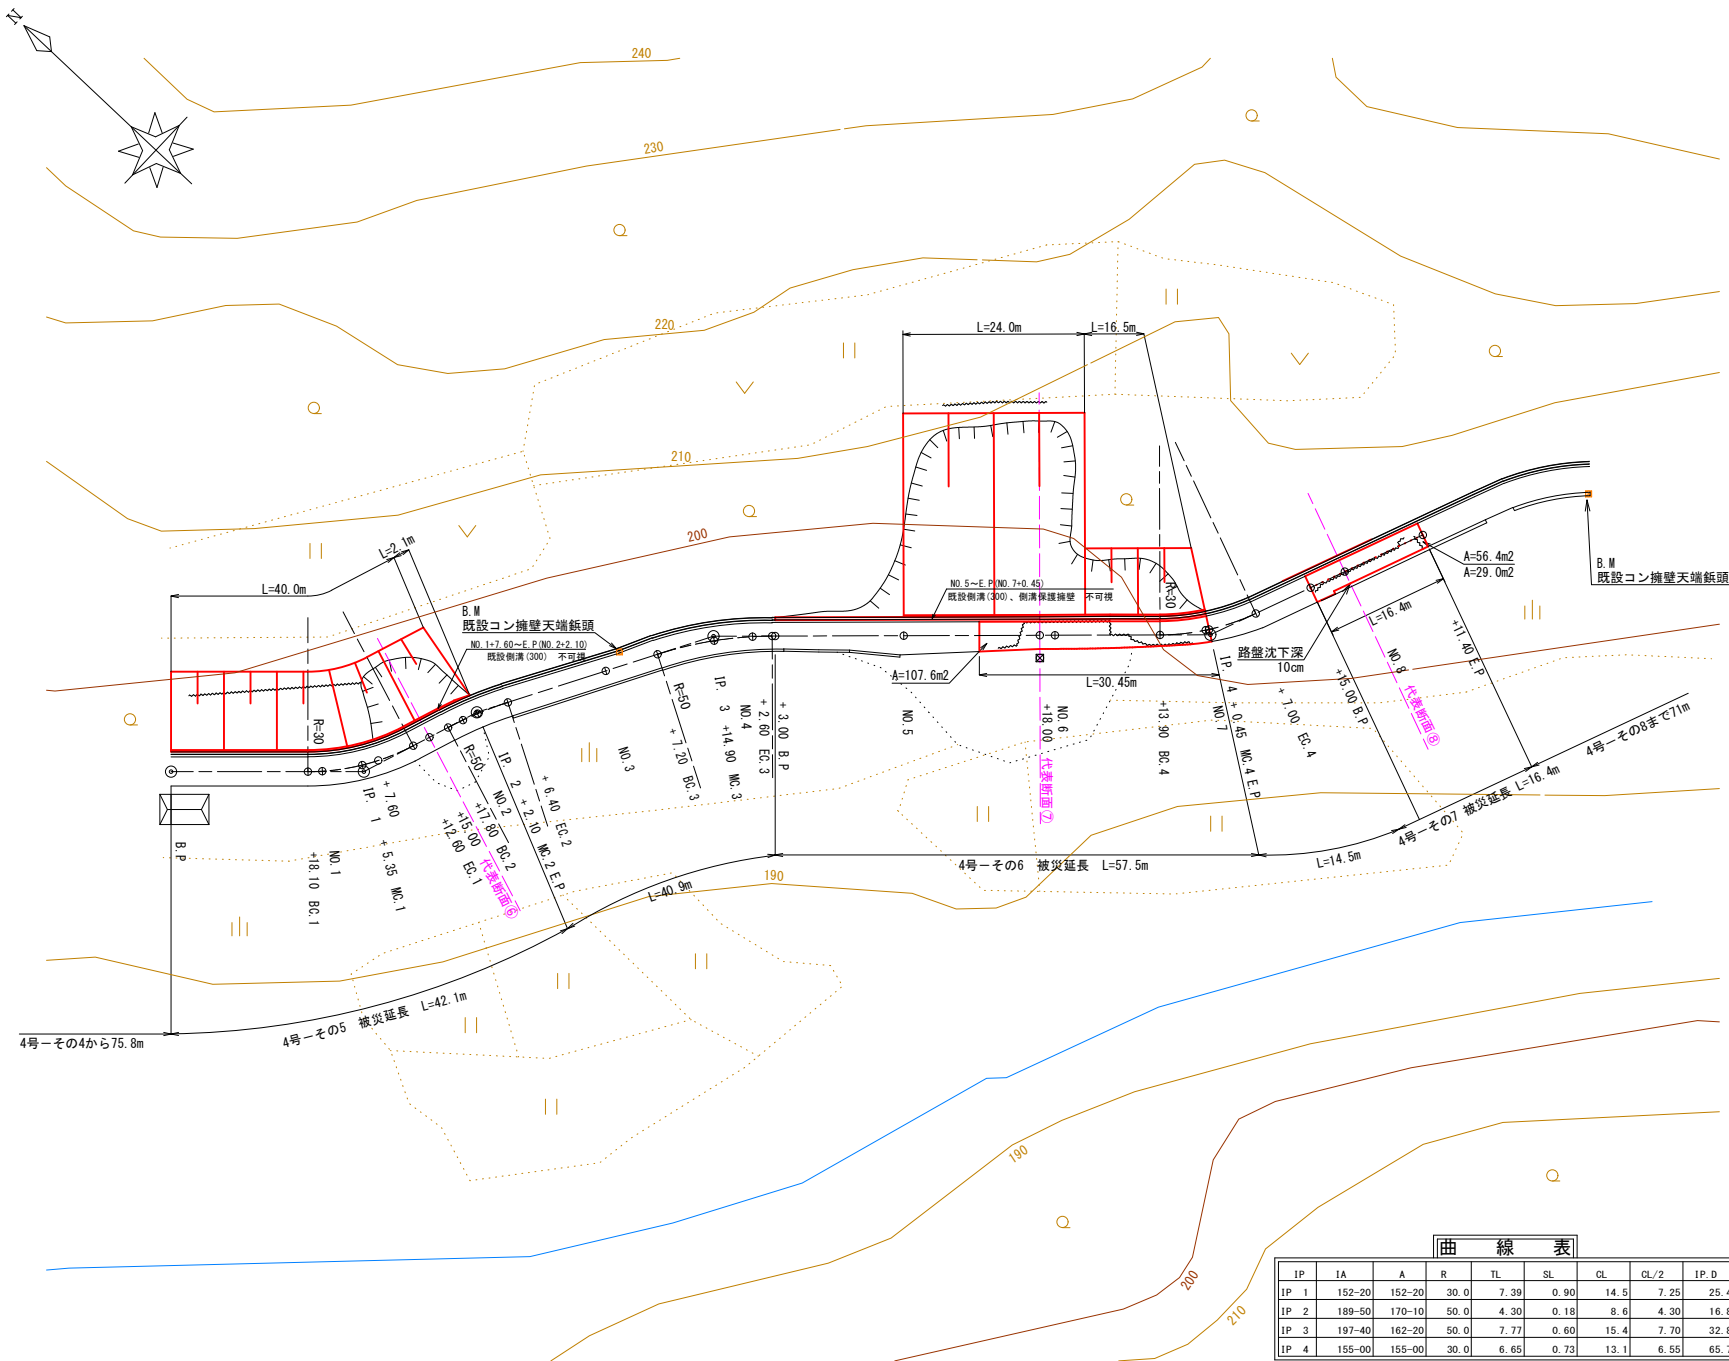 N
240
230
220
210
200
L=24.0m
L=16.5m
L=2.1m
L=40.0m
B.M
既設コン擁壁天端鋲頭
NO.1+7.60～E.P(NO.2+2.10)
既設側溝(300) 不可視
NO.5～E.P(NO.7+0.45)
既設側溝(300)、側溝保護擁壁 不可視
R=30
A=56.4m2
A=29.0m2
B.M
既設コン擁壁天端鋲頭
L=16.4m
路盤沈下深
10cm
A=107.6m2
L=30.45m
R=30
R=50
R=50
B.P
+18.10 BC.1
NO.1
IP. 1
+7.60
+5.35 MC.1
+12.60 EC.1
+15.00
代表断面⑥
+17.80 BC.2
NO.2
IP. 2
+2.10 MC.2 E.P
+6.40 EC.2
NO.3
+7.20 BC.3
IP. 3
+14.90 MC.3
NO.4
+2.60 EC.3
+3.00 B.P
NO.5
+18.00
代表断面⑦
NO.6
+13.90 BC.4
NO.7
IP. 4
+0.45 MC.4 E.P
+7.00 EC.4
+15.00 B.P
NO.8
代表断面⑧
+11.40 E.P
4号－その4から75.8m
4号－その5 被災延長 L=42.1m
L=40.9m
190
4号－その6 被災延長 L=57.5m
L=14.5m
4号－その7 被災延長 L=16.4m
4号－その8まで71m
190
200
210
曲 線 表
IP IA A R TL SL CL CL/2 IP.D
IP 1 152-20 152-20 30.0 7.39 0.90 14.5 7.25 25.4
IP 2 189-50 170-10 50.0 4.30 0.18 8.6 4.30 16.8
IP 3 197-40 162-20 50.0 7.77 0.60 15.4 7.70 32.8
IP 4 155-00 155-00 30.0 6.65 0.73 13.1 6.55 65.